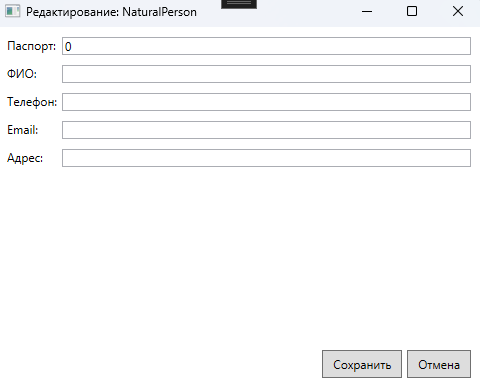 Редактирование: NaturalPerson
Паспорт: 0
ФИО:
Телефон:
Email:
Адрес:
Сохранить Отмена